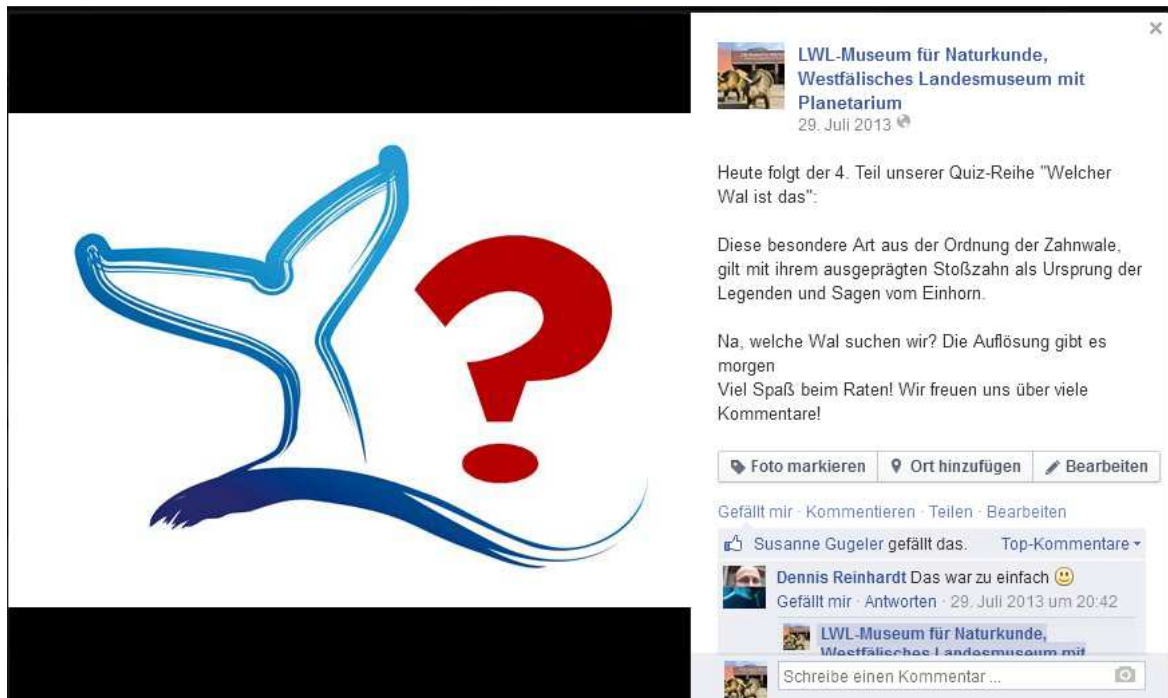 LWL-Museum für Naturkunde,
Westfälisches Landesmuseum mit
Planetarium
29. Juli 2013
Heute folgt der 4. Teil unserer Quiz-Reihe "Welcher
Wal ist das":
Diese besondere Art aus der Ordnung der Zahnwale,
gilt mit ihrem ausgeprägten Stoßzahn als Ursprung der
Legenden und Sagen vom Einhorn.
Na, welche Wal suchen wir? Die Auflösung gibt es
morgen
Viel Spaß beim Raten! Wir freuen uns über viele
Kommentare!
Foto markieren Ort hinzufügen Bearbeiten
Gefällt mir · Kommentieren · Teilen · Bearbeiten
Susanne Gugeler gefällt das. Top-Kommentare
Dennis Reinhardt Das war zu einfach
Gefällt mir · Antworten · 29. Juli 2013 um 20:42
LWL-Museum für Naturkunde,
Westfälisches Landesmuseum mit
Schreibe einen Kommentar ...
?